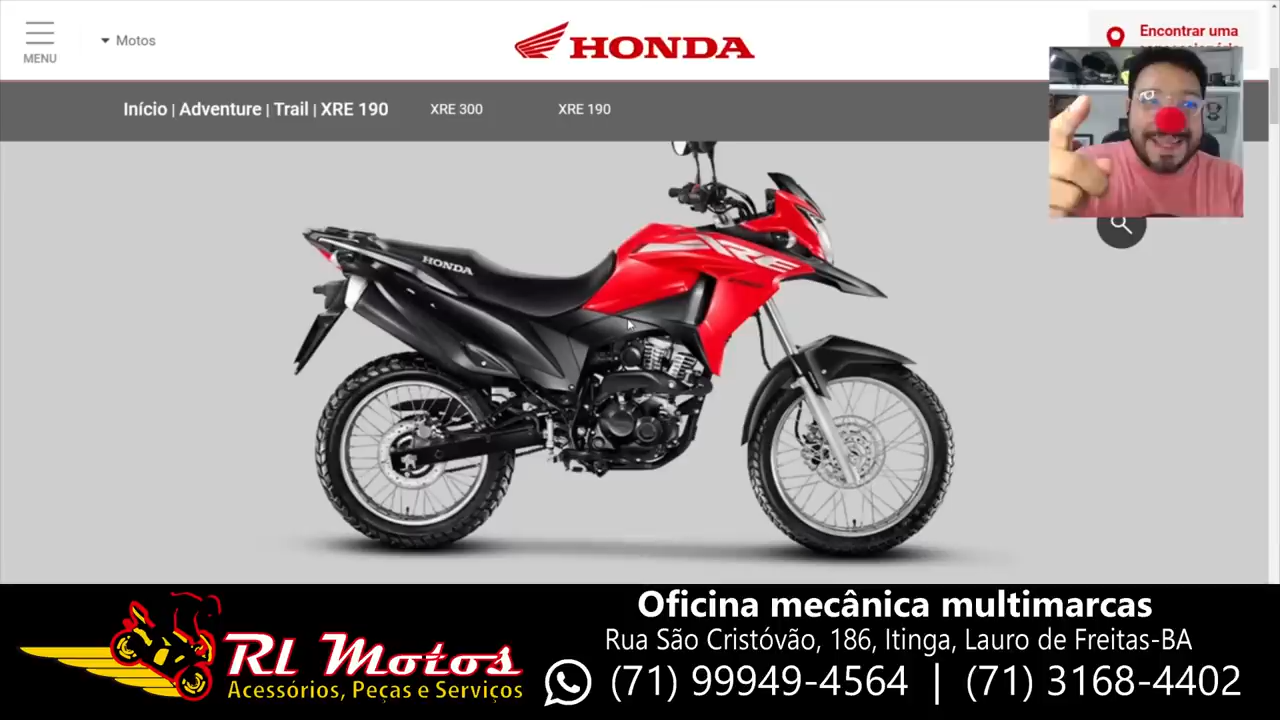 MENU
Motos
HONDA
Encontrar uma
Início | Adventure | Trail | XRE 190
XRE 300
XRE 190
HONDA
XRE
RL Motos
Acessórios, Peças e Serviços
Oficina mecânica multimarcas
Rua São Cristóvão, 186, Itinga, Lauro de Freitas-BA
(71) 99949-4564 | (71) 3168-4402